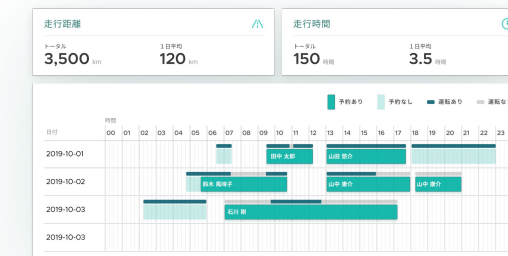 走行距離
走行時間
トータル
1日平均
トータル
1日平均
3,500 km
120 km
150 時間
3.5 時間
予約あり
予約なし
運転あり
運転な
時間
日付
00 01 02 03 04 05 06 07 08 09 10 11 12 13 14 15 16 17 18 19 20 21 22 23
2019-10-01
田中 太郎
山田 悠介
2019-10-02
鈴木
山中 康介
山中 康介
2019-10-03
石川 剛
2019-10-03